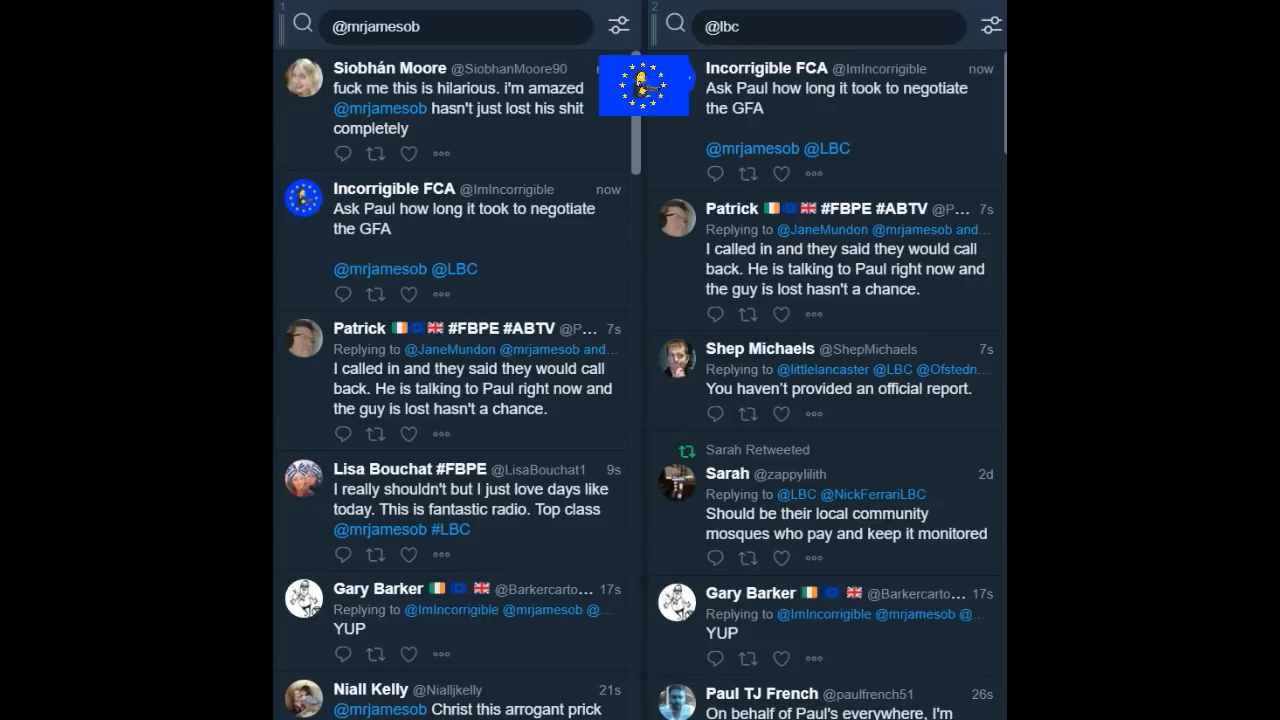 1
@mrjamesob
Siobhán Moore @SiobhanMoore90
fuck me this is hilarious. i'm amazed
@mrjamesob hasn't just lost his shit
completely
Incorrigible FCA @ImIncorrigible now
Ask Paul how long it took to negotiate
the GFA
@mrjamesob @LBC
Patrick #FBPE #ABTV @P... 7s
Replying to @JaneMundon @mrjamesob and...
I called in and they said they would call
back. He is talking to Paul right now and
the guy is lost hasn't a chance.
Lisa Bouchat #FBPE @LisaBouchat1 9s
I really shouldn't but I just love days like
today. This is fantastic radio. Top class
@mrjamesob #LBC
Gary Barker @Barkercarto... 17s
Replying to @ImIncorrigible @mrjamesob @...
YUP
Niall Kelly @Nialljkelly 21s
@mrjamesob Christ this arrogant prick
2
@lbc
Incorrigible FCA @ImIncorrigible now
Ask Paul how long it took to negotiate
the GFA
@mrjamesob @LBC
Patrick #FBPE #ABTV @P... 7s
Replying to @JaneMundon @mrjamesob and...
I called in and they said they would call
back. He is talking to Paul right now and
the guy is lost hasn't a chance.
Shep Michaels @ShepMichaels 7s
Replying to @littlelancaster @LBC @Ofstedn...
You haven’t provided an official report.
Sarah Retweeted
Sarah @zappylilith 2d
Replying to @LBC @NickFerrariLBC
Should be their local community
mosques who pay and keep it monitored
Gary Barker @Barkercarto... 17s
Replying to @ImIncorrigible @mrjamesob @...
YUP
Paul TJ French @paulfrench51 26s
On behalf of Paul's everywhere, I'm